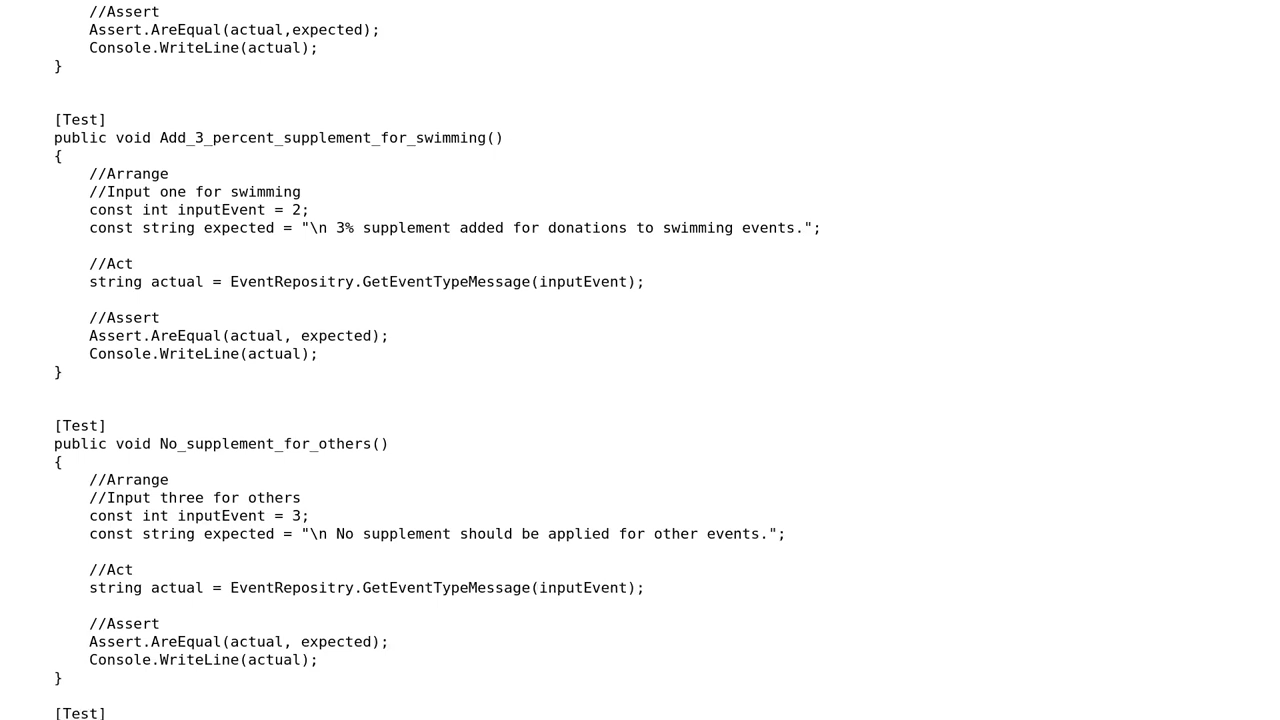 //Assert
Assert.AreEqual(actual,expected);
Console.WriteLine(actual);
}
[Test]
public void Add_3_percent_supplement_for_swimming()
{
//Arrange
//Input one for swimming
const int inputEvent = 2;
const string expected = "\n 3% supplement added for donations to swimming events.";
//Act
string actual = EventRepositry.GetEventTypeMessage(inputEvent);
//Assert
Assert.AreEqual(actual, expected);
Console.WriteLine(actual);
}
[Test]
public void No_supplement_for_others()
{
//Arrange
//Input three for others
const int inputEvent = 3;
const string expected = "\n No supplement should be applied for other events.";
//Act
string actual = EventRepositry.GetEventTypeMessage(inputEvent);
//Assert
Assert.AreEqual(actual, expected);
Console.WriteLine(actual);
}
[Test]